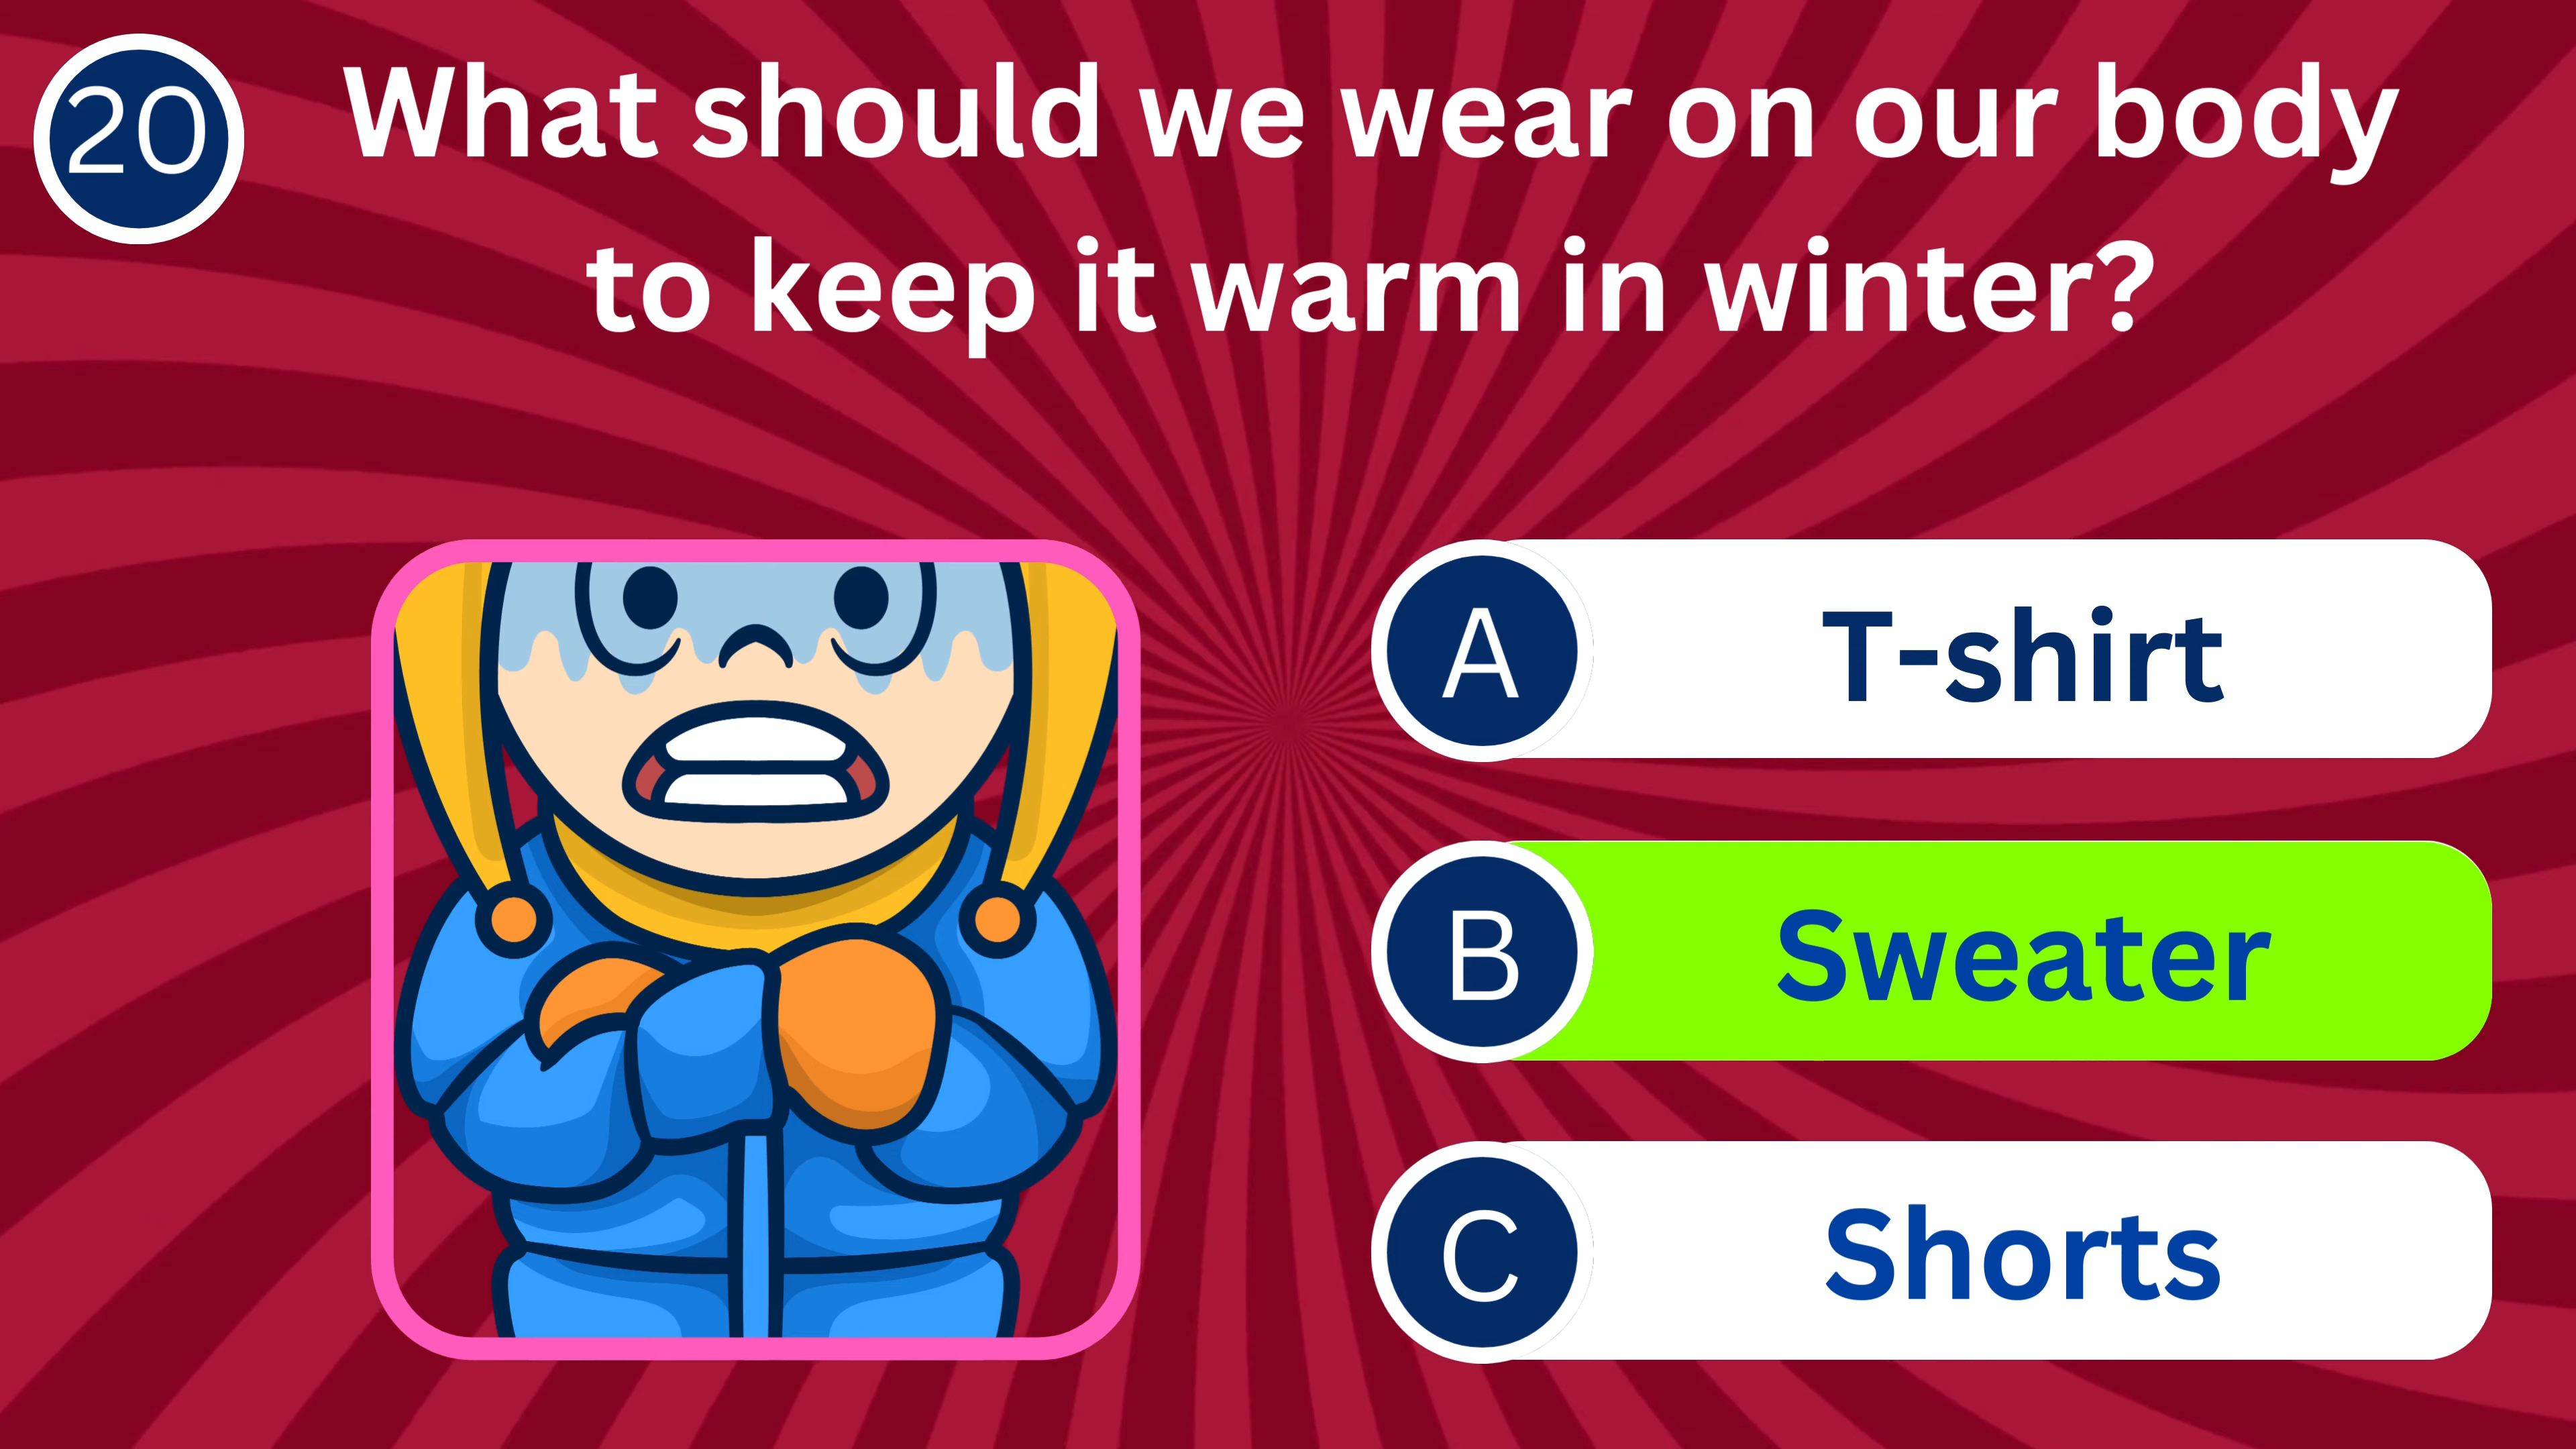 20
What should we wear on our body
to keep it warm in winter?
A T-shirt
B Sweater
C Shorts